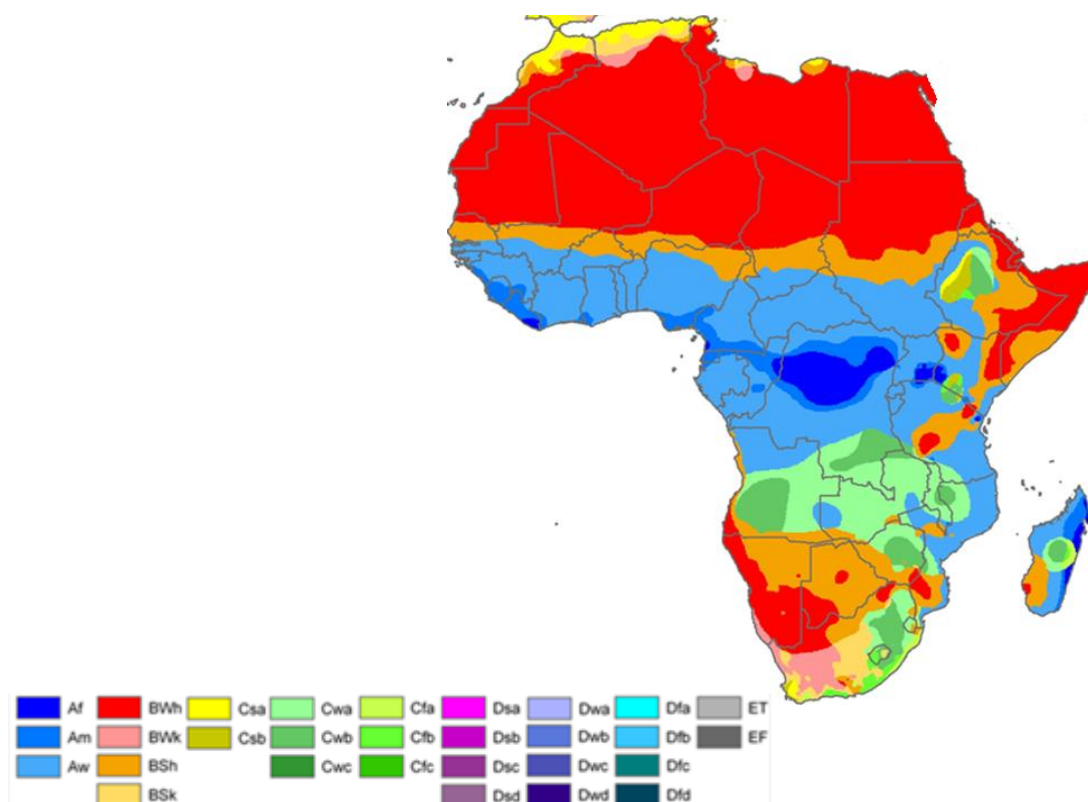 Af BWh Csa Cwa Cfa Dsa Dwa Dfa ET
Am BWk Csb Cwb Cfb Dsb Dwb Dfb EF
Aw BSh Cwc Cfc Dsc Dwc Dfc
BSk Dsd Dwd Dfd